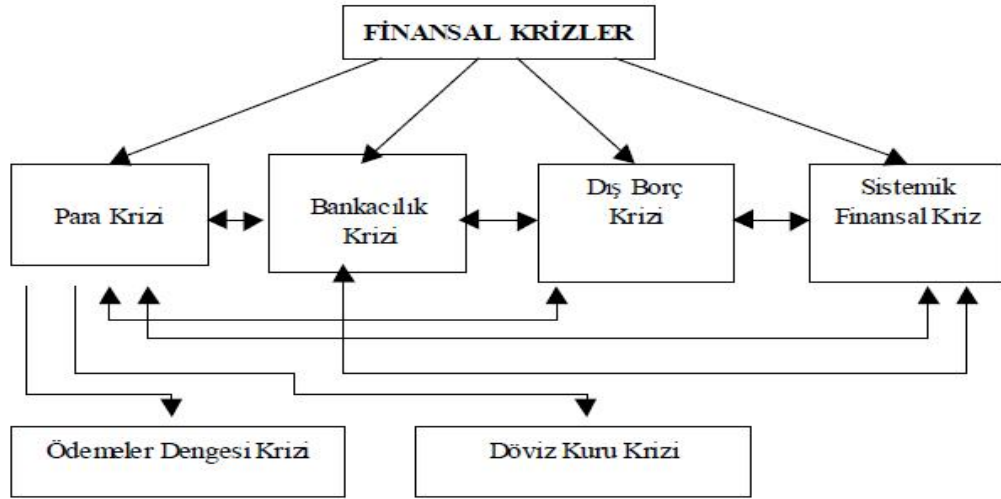 FİNANSAL KRİZLER
Para Krizi
Bankacılık
Krizi
Dış Borç
Krizi
Sistemik
Finansal Kriz
Ödemeler Dengesi Krizi
Döviz Kuru Krizi